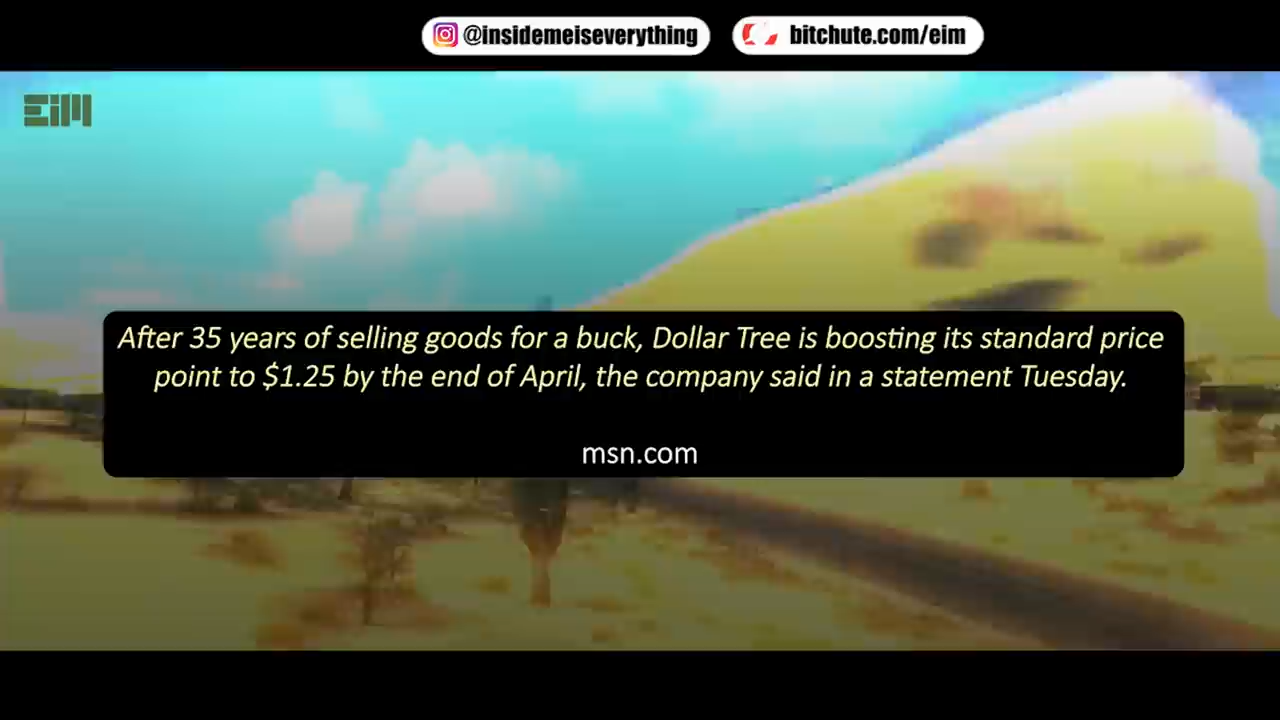 @insidemeiseverything bitchute.com/eim
EiM
After 35 years of selling goods for a buck, Dollar Tree is boosting its standard price
point to $1.25 by the end of April, the company said in a statement Tuesday.
msn.com